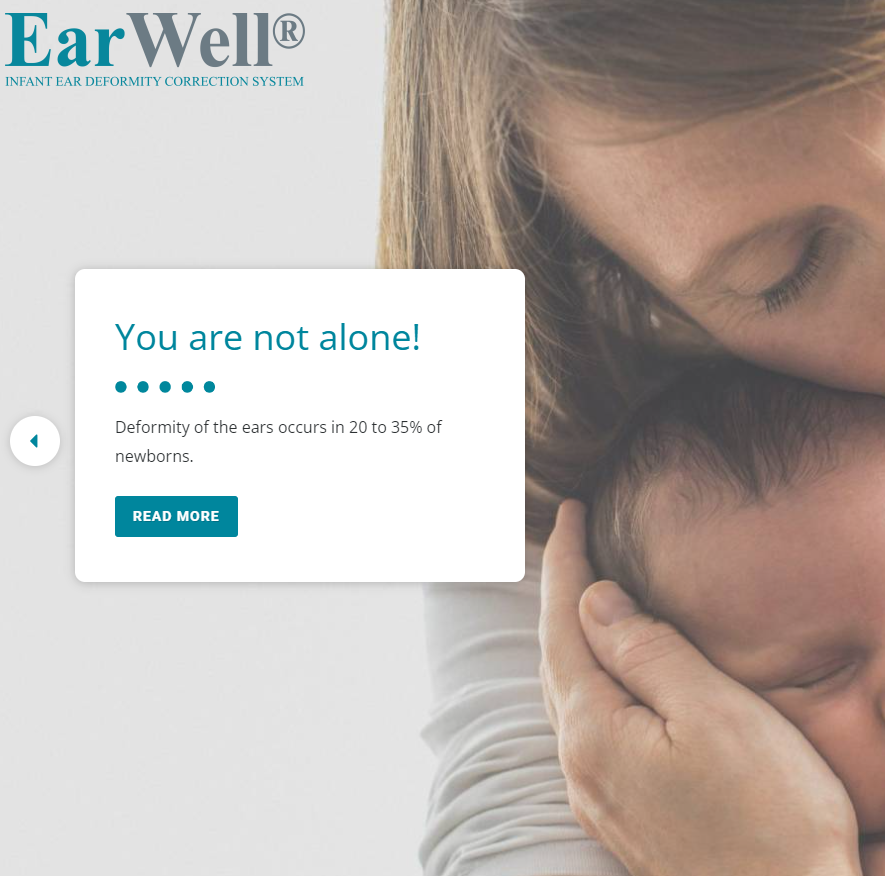 EarWell®
INFANT EAR DEFORMITY CORRECTION SYSTEM
You are not alone!
Deformity of the ears occurs in 20 to 35% of
newborns.
READ MORE